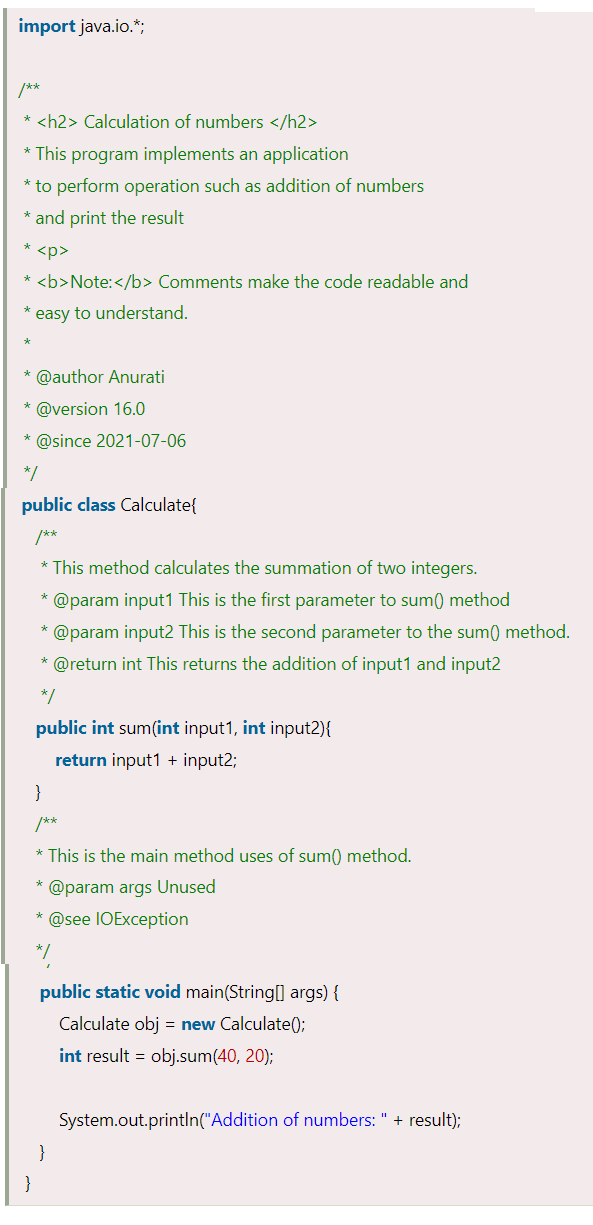 import java.io.*;
/**
* <h2> Calculation of numbers </h2>
* This program implements an application
* to perform operation such as addition of numbers
* and print the result
* <p>
* <b>Note:</b> Comments make the code readable and
* easy to understand.
*
* @author Anurati
* @version 16.0
* @since 2021-07-06
*/
public class Calculate{
/**
* This method calculates the summation of two integers.
* @param input1 This is the first parameter to sum() method
* @param input2 This is the second parameter to the sum() method.
* @return int This returns the addition of input1 and input2
*/
public int sum(int input1, int input2){
return input1 + input2;
}
/**
* This is the main method uses of sum() method.
* @param args Unused
* @see IOException
*/
public static void main(String[] args) {
Calculate obj = new Calculate();
int result = obj.sum(40, 20);
System.out.println("Addition of numbers: " + result);
}
}